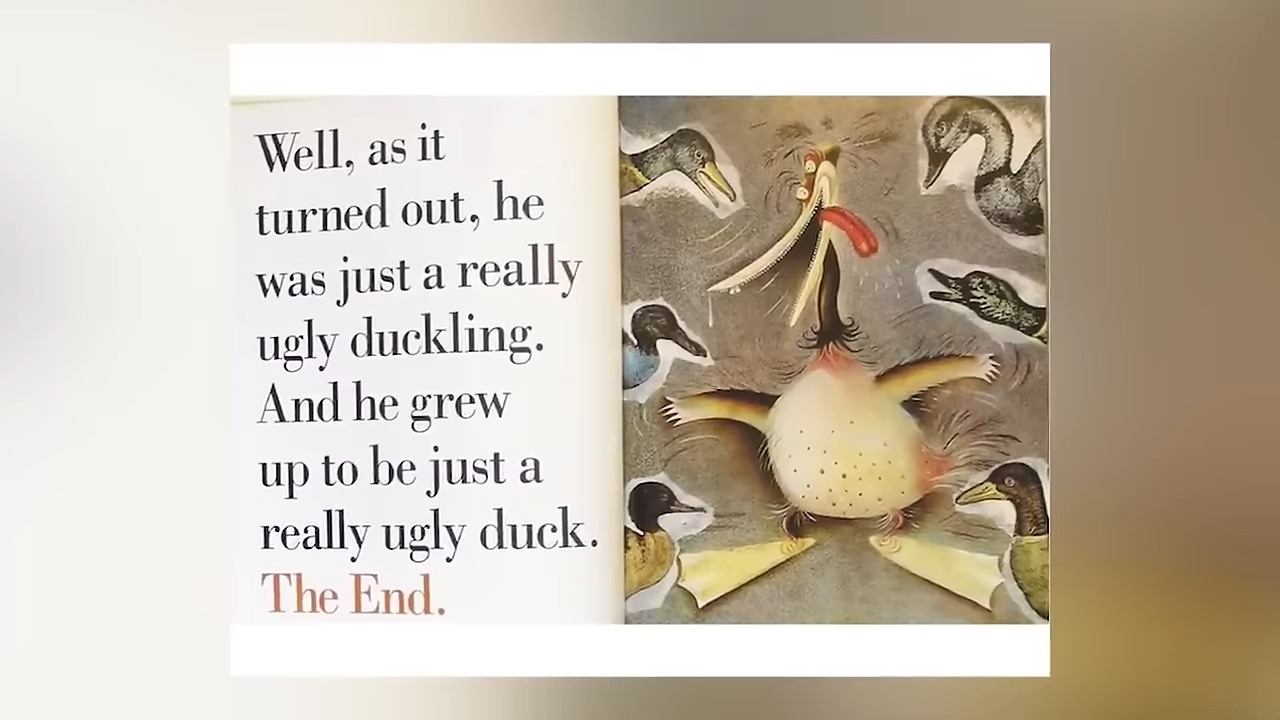 Well, as it
turned out, he
was just a really
ugly duckling.
And he grew
up to be just a
really ugly duck.
The End.